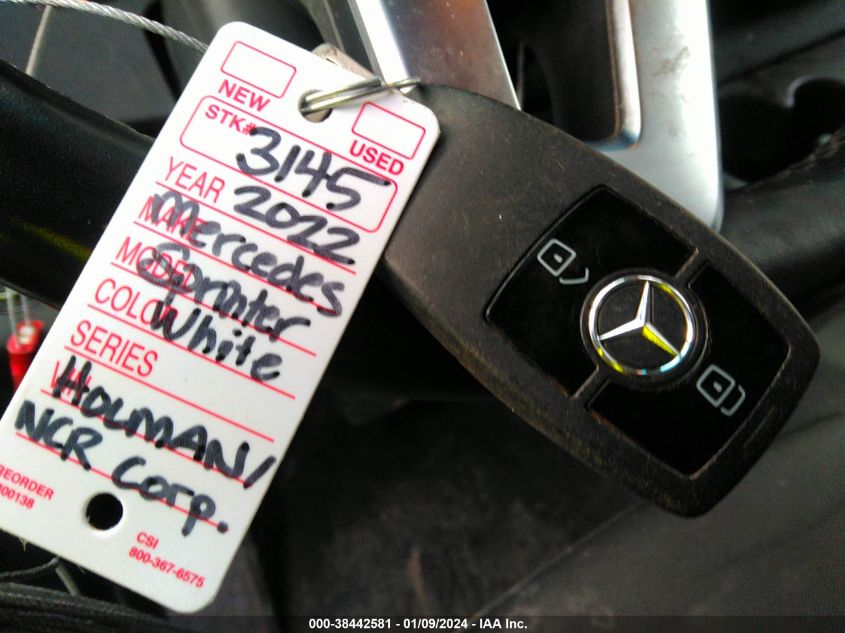 NEW
USED
STK# 3145
YEAR 2022
MAKE Mercedes
MODEL Sprinter
COLOR White
SERIES
HOLMAN/
NCR Corp.
REORDER
CSI
800-367-6575
000-38442581 - 01/09/2024 - IAA Inc.